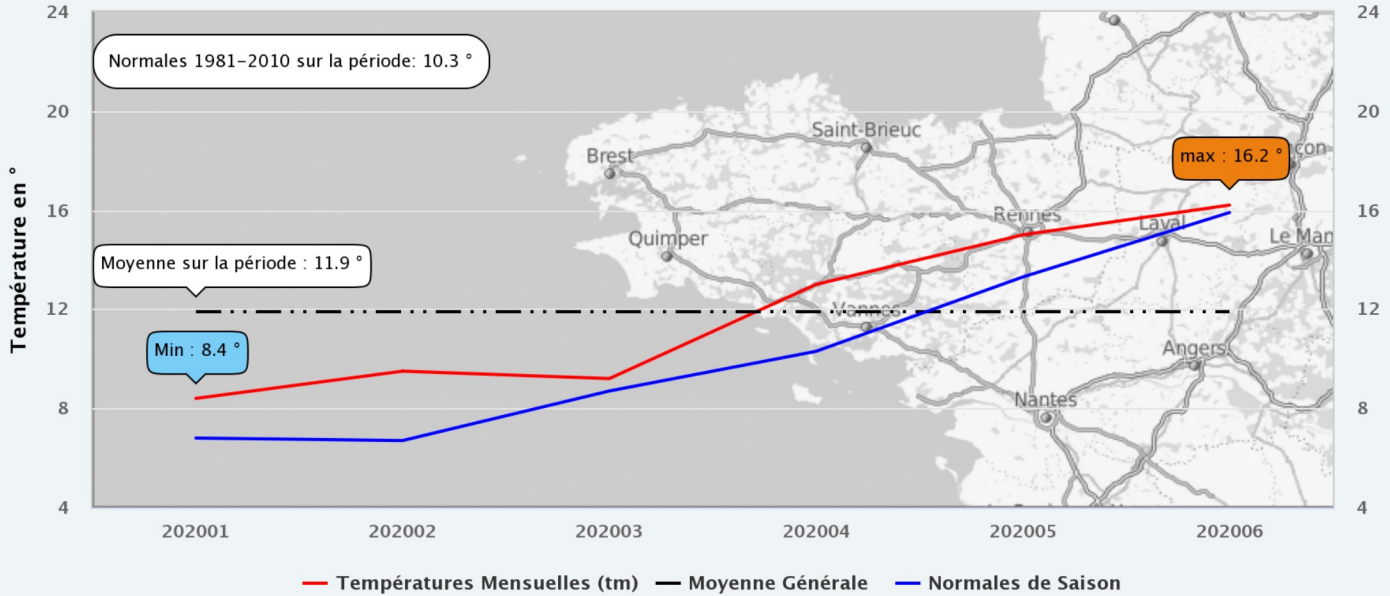 24
24
Normales 1981-2010 sur la période: 10.3 °
20
20
Saint-Brieuc
Brest
max : 16.2 °
çon
16
16
Rennes
Laval
Quimper
Le Man
Moyenne sur la période : 11.9 °
12
12
Vannes
Min : 8.4 °
Angers
8
8
Nantes
4
4
Température en °
202001
202002
202003
202004
202005
202006
Températures Mensuelles (tm)
Moyenne Générale
Normales de Saison